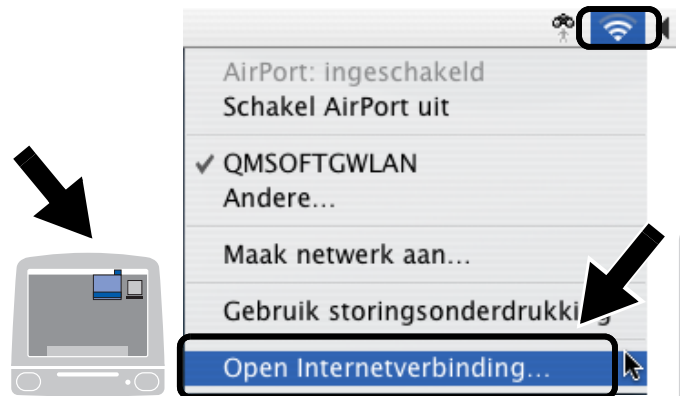 AirPort: ingeschakeld
Schakel AirPort uit
QMSOFTGWLAN
Andere...
Maak netwerk aan...
Gebruik storingsonderdrukking
Open Internetverbinding...